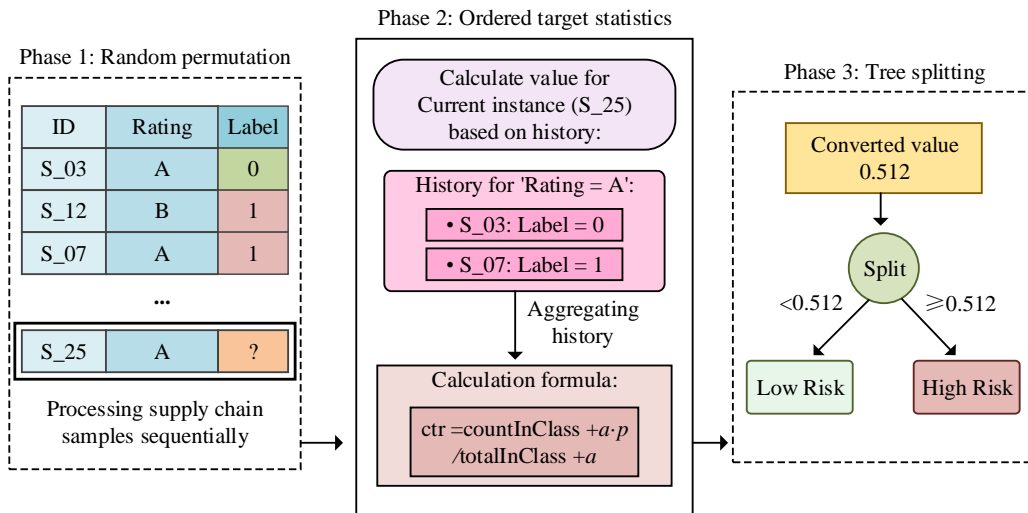 Phase 1: Random permutation
ID Rating Label
S_03 A 0
S_12 B 1
S_07 A 1
...
S_25 A ?
Processing supply chain
samples sequentially
Phase 2: Ordered target statistics
Calculate value for
Current instance (S_25)
based on history:
History for 'Rating = A':
• S_03: Label = 0
• S_07: Label = 1
Aggregating
history
Calculation formula:
ctr =countInClass +a·p
/totalInClass +a
Phase 3: Tree splitting
Converted value
0.512
Split
<0.512 ≥0.512
Low Risk High Risk